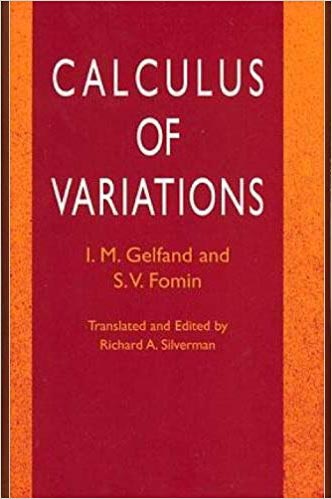 CALCULUS
OF
VARIATIONS
I. M. Gelfand and
S.V. Fomin
Translated and Edited by
Richard A. Silverman